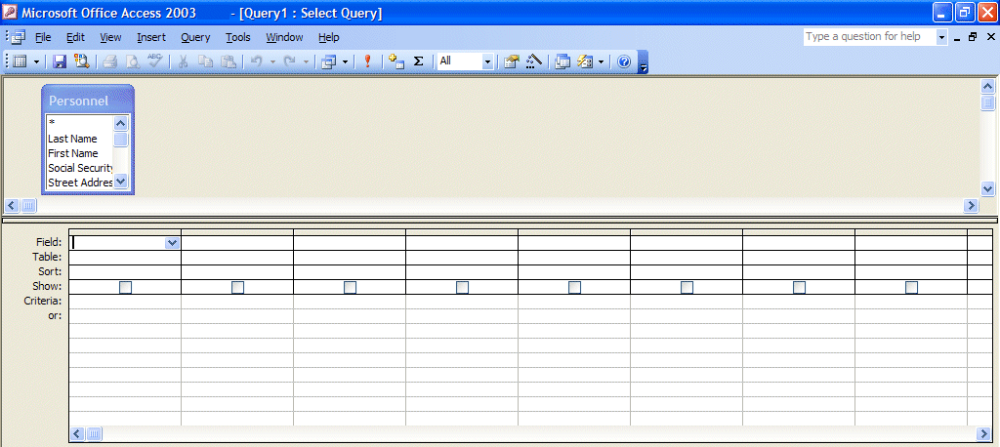 Microsoft Office Access 2003 - [Query1 : Select Query]
File Edit View Insert Query Tools Window Help Type a question for help
ABC All
Personnel
*
Last Name
First Name
Social Security
Street Addres
Field:
Table:
Sort:
Show:
Criteria:
or: